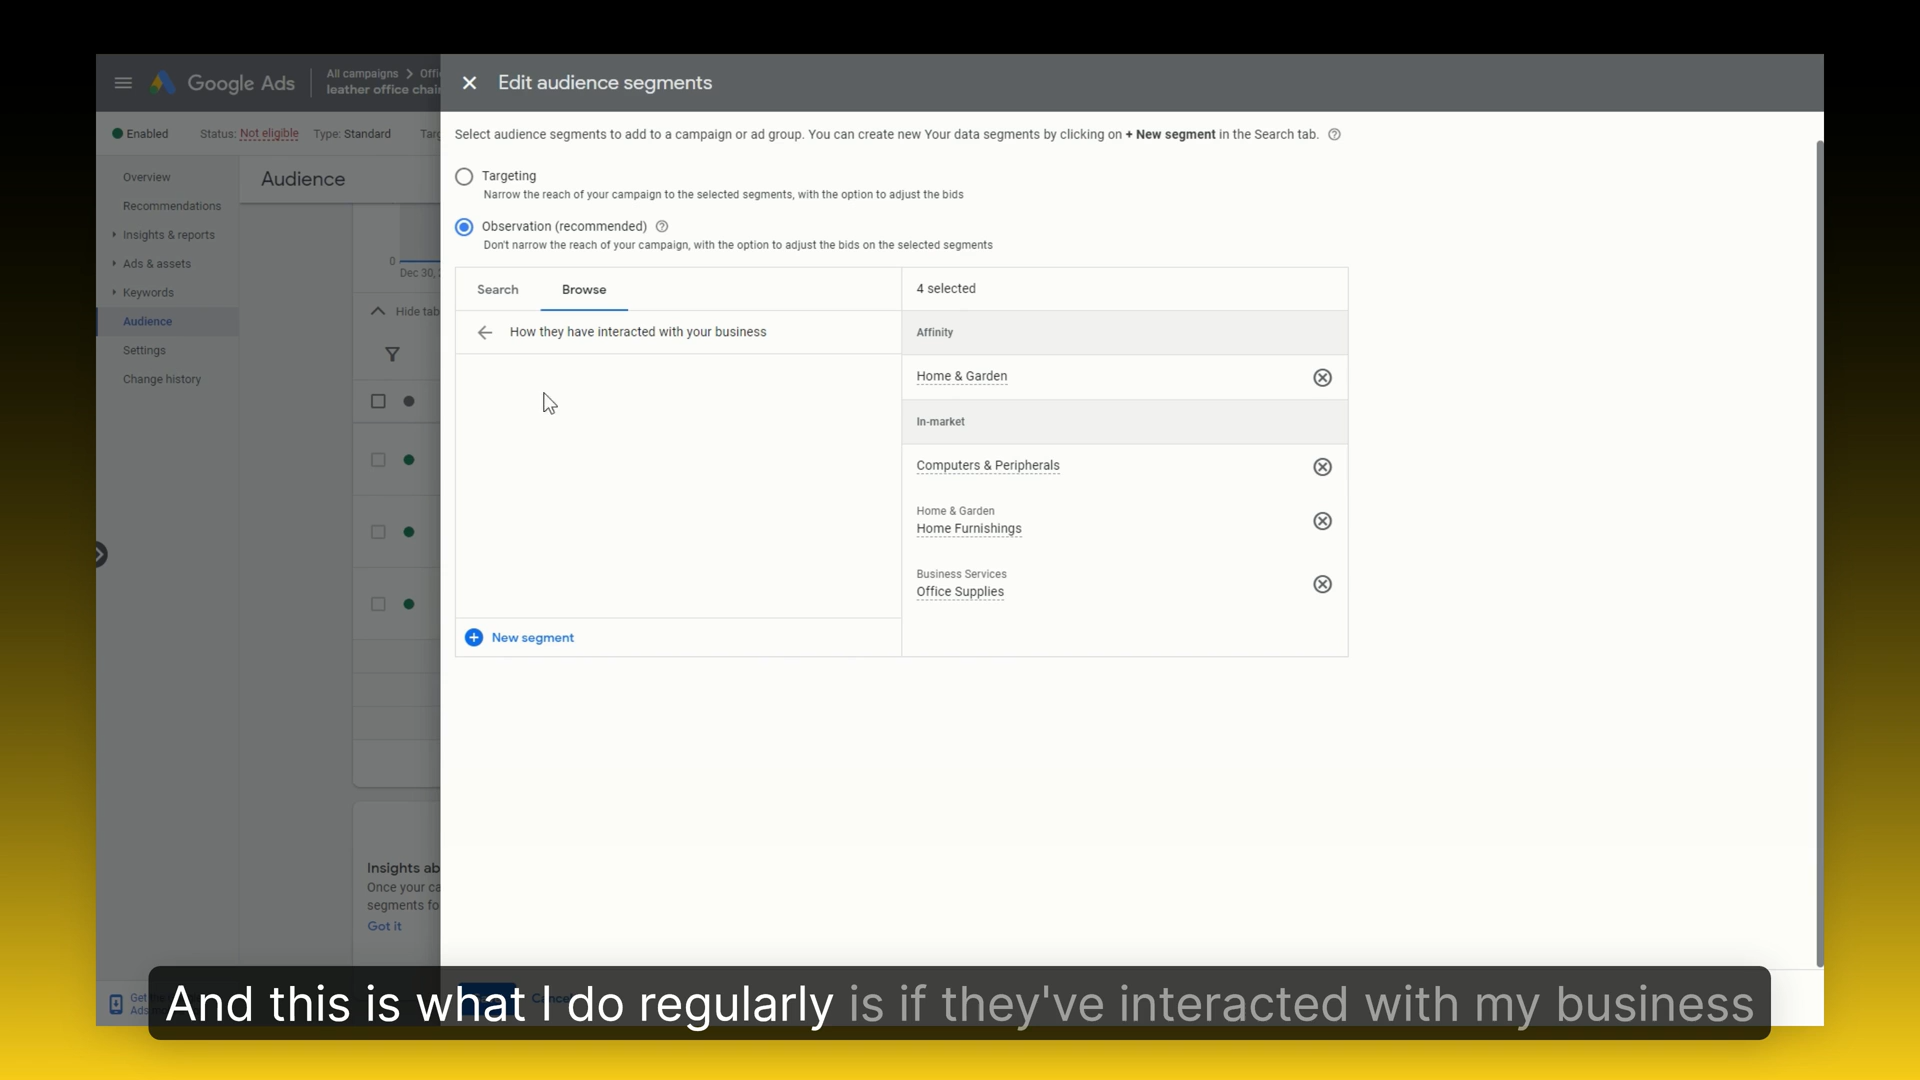 Google Ads
All campaigns > Offi
leather office chair
Edit audience segments
Enabled
Status: Not eligible Type: Standard Targ
Select audience segments to add to a campaign or ad group. You can create new Your data segments by clicking on + New segment in the Search tab.
Overview
Recommendations
Insights & reports
Ads & assets
Keywords
Audience
Settings
Change history
Audience
0
Dec 30,
Hide tab
Targeting
Narrow the reach of your campaign to the selected segments, with the option to adjust the bids
Observation (recommended)
Don't narrow the reach of your campaign, with the option to adjust the bids on the selected segments
Search Browse
How they have interacted with your business
New segment
4 selected
Affinity
Home & Garden
In-market
Computers & Peripherals
Home & Garden
Home Furnishings
Business Services
Office Supplies
Insights ab
Once your ca
segments fo
Got it
And this is what I do regularly is if they've interacted with my business